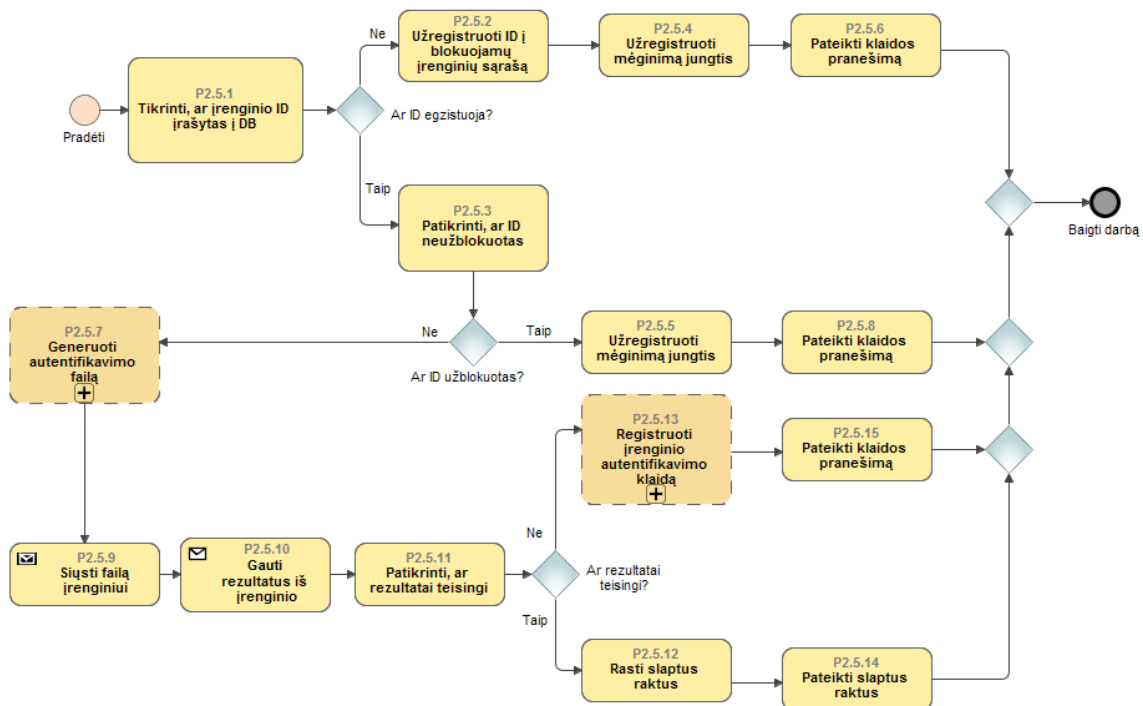 P2.5.2
Užregistruoti ID į
blokuojamų
įrenginių sąrašą
P2.5.4
Užregistruoti
mėginimą jungtis
P2.5.6
Pateikti klaidos
pranešimą
Ne
P2.5.1
Tikrinti, ar įrenginio ID
įrašytas į DB
Pradėti
Ar ID egzistuoja?
Taip
P2.5.3
Patikrinti, ar ID
neužblokuotas
Baigti darbą
P2.5.7
Generuoti
autentifikavimo
failą
Ne
Taip
Ar ID užblokuotas?
P2.5.5
Užregistruoti
mėginimą jungtis
P2.5.8
Pateikti klaidos
pranešimą
P2.5.13
Registruoti
įrenginio
autentifikavimo
klaidą
P2.5.15
Pateikti klaidos
pranešimą
Ne
P2.5.9
Siųsti failą
įrenginiui
P2.5.10
Gauti
rezultatus iš
įrenginio
P2.5.11
Patikrinti, ar
rezultatai teisingi
Ar rezultatai
teisingi?
Taip
P2.5.12
Rasti slaptus
raktus
P2.5.14
Pateikti slaptus
raktus